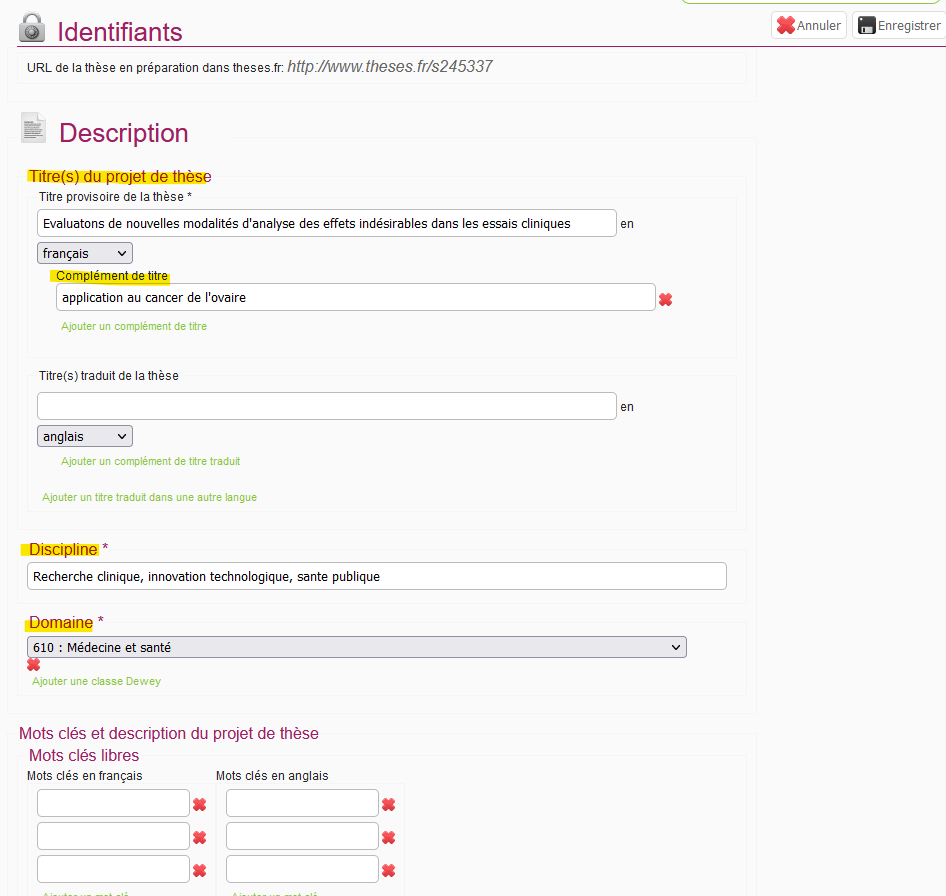 Identifiants
Annuler
Enregistrer
URL de la thèse en préparation dans theses.fr: http://www.theses.fr/s245337
Description
Titre(s) du projet de thèse
Titre provisoire de la thèse *
Evaluatons de nouvelles modalités d'analyse des effets indésirables dans les essais cliniques en
français
Complément de titre
application au cancer de l'ovaire
Ajouter un complément de titre
Titre(s) traduit de la thèse
en
anglais
Ajouter un complément de titre traduit
Ajouter un titre traduit dans une autre langue
Discipline *
Recherche clinique, innovation technologique, sante publique
Domaine *
610 : Médecine et santé
Ajouter une classe Dewey
Mots clés et description du projet de thèse
Mots clés libres
Mots clés en français Mots clés en anglais